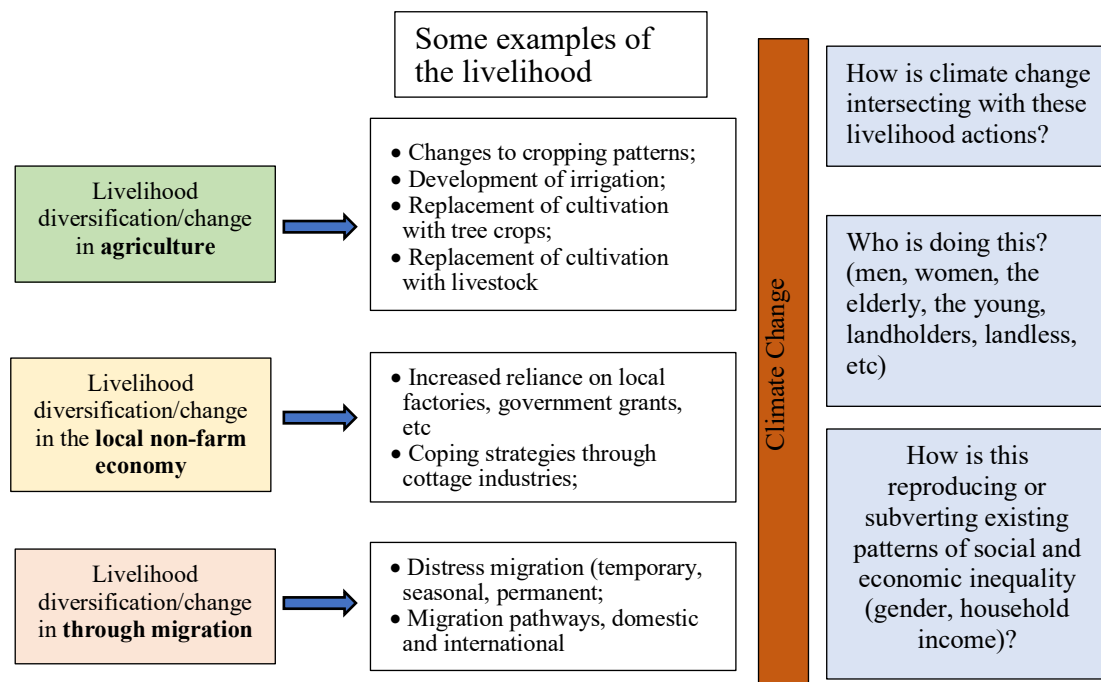 Some examples of
the livelihood
Livelihood
diversification/change
in agriculture
• Changes to cropping patterns;
• Development of irrigation;
• Replacement of cultivation
with tree crops;
• Replacement of cultivation
with livestock
Livelihood
diversification/change
in the local non-farm
economy
• Increased reliance on local
factories, government grants,
etc
• Coping strategies through
cottage industries;
Livelihood
diversification/change
in through migration
• Distress migration (temporary,
seasonal, permanent;
• Migration pathways, domestic
and international
Climate Change
How is climate change
intersecting with these
livelihood actions?
Who is doing this?
(men, women, the
elderly, the young,
landholders, landless,
etc)
How is this
reproducing or
subverting existing
patterns of social and
economic inequality
(gender, household
income)?